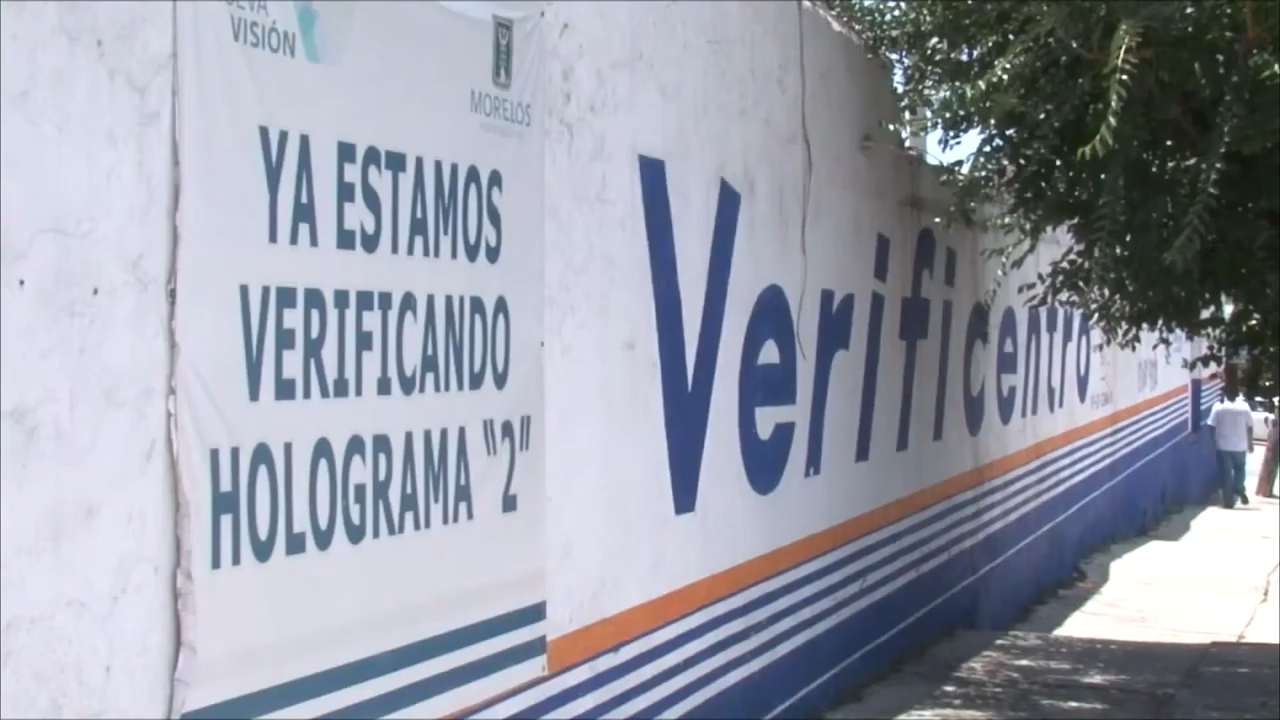 VISIÓN
MORELOS
YA ESTAMOS
VERIFICANDO
HOLOGRAMA "2"
Verificentro